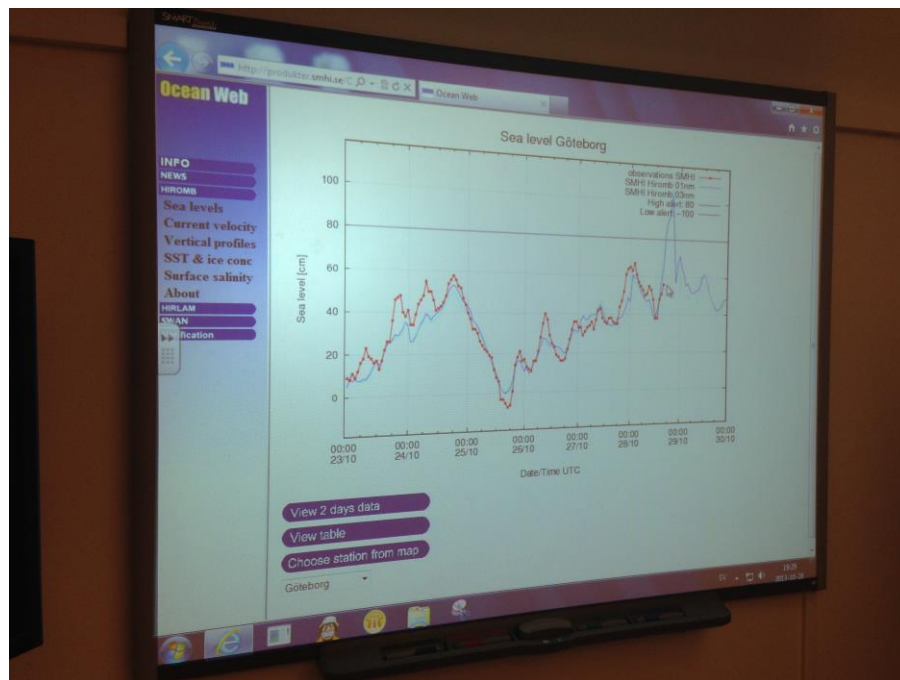 SMART
http://produkter.smhi.se/
Ocean Web
Ocean Web
INFO
NEWS
HIROMB
Sea levels
Current velocity
Vertical profiles
SST & ice conc
Surface salinity
About
HIRLAM
SWAN
Sea level Göteborg
observations SMHI
SMHI Hiromb 01nm
SMHI Hiromb 03nm
High alert: 80
Low alert: -100
Sea level [cm]
100
80
60
40
20
0
00:00 00:00 00:00 00:00 00:00 00:00 00:00 00:00
23/10 24/10 25/10 26/10 27/10 28/10 29/10 30/10
Date/Time UTC
View 2 days data
View table
Choose station from map
Göteborg
SV